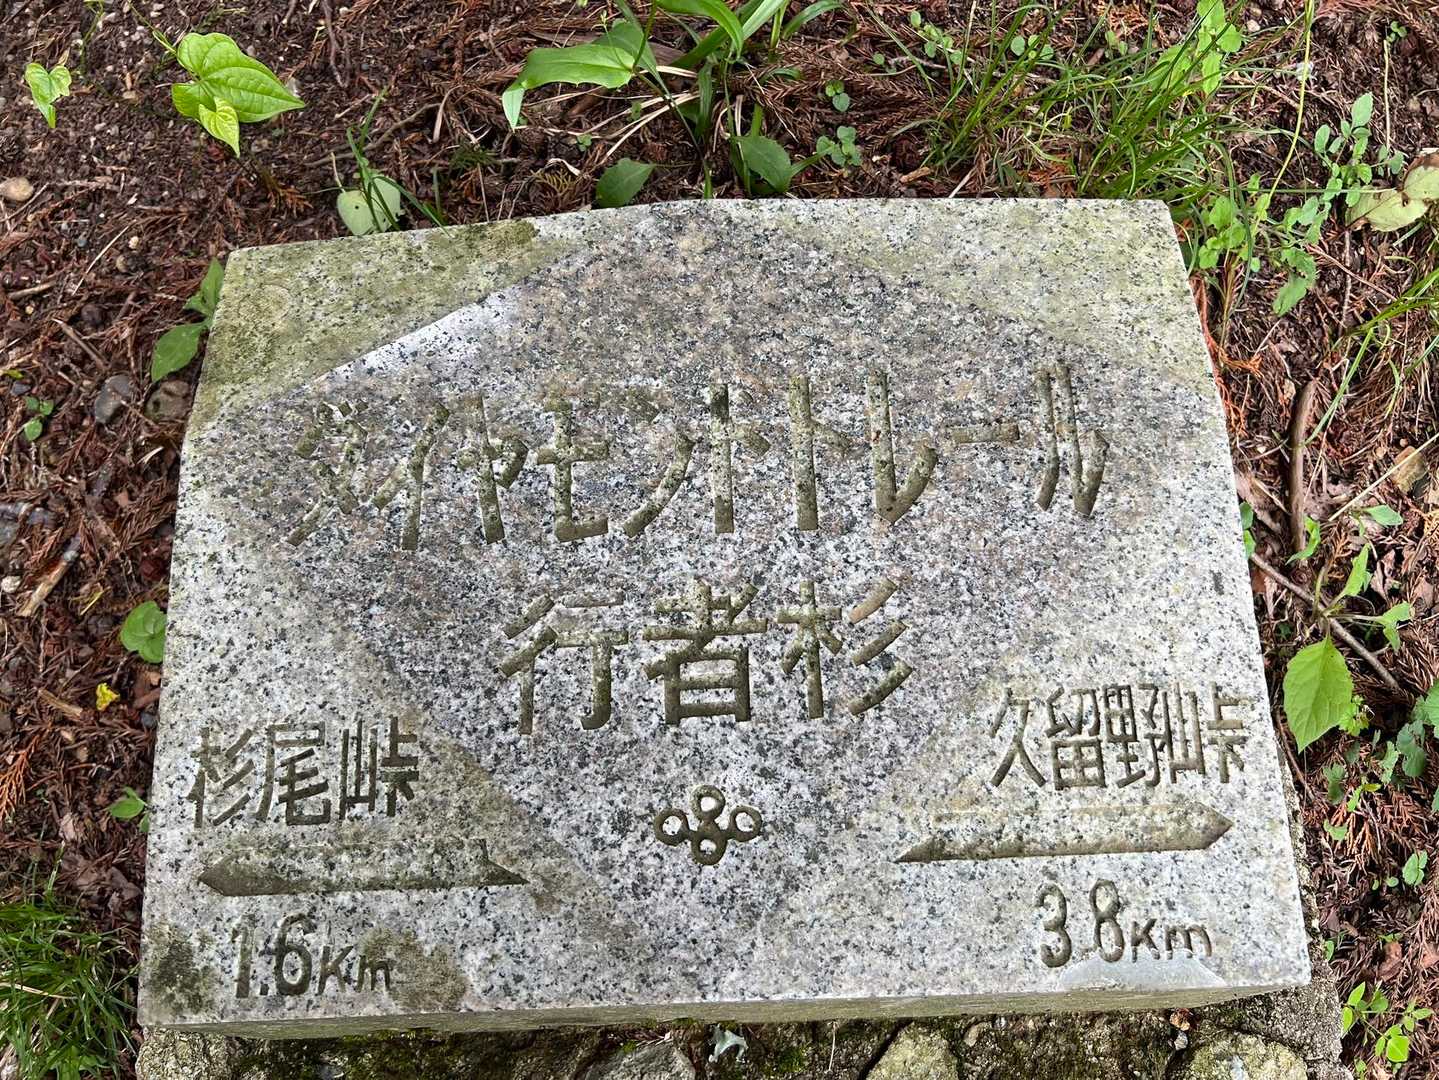 ダイヤモンドトレール
行者杉
杉尾峠
久留野峠
1.6Km
3.8Km